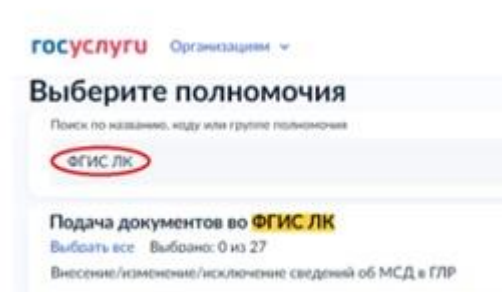 госуслуги Организациям
Выберите полномочия
Поиск по названию, коду или группе полномочия
ФГИС ЛК
Подача документов во ФГИС ЛК
Выбрать все Выбрано: 0 из 27
Внесение/изменение/исключение сведений об МСД в ГЛР